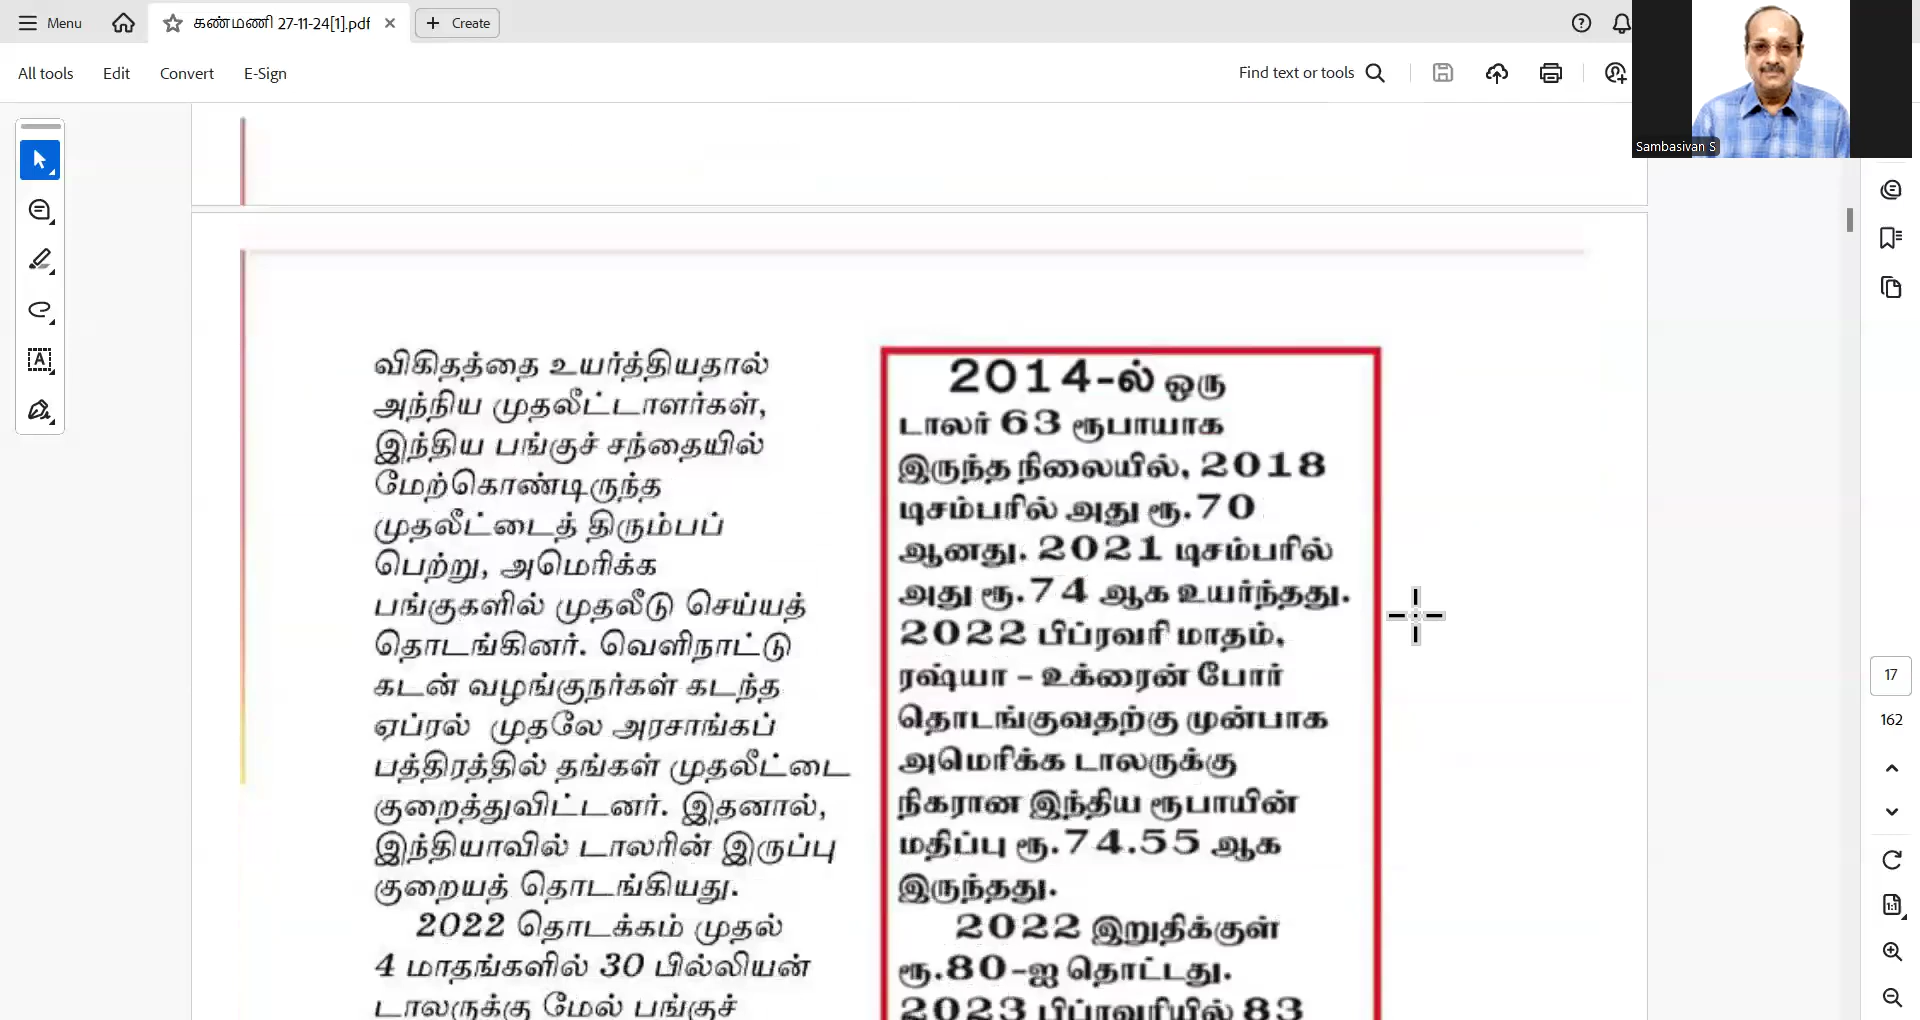 Menu
கண்மணி 27-11-24[1].pdf
Create
All tools
Edit
Convert
E-Sign
Find text or tools
Sambasivan S
விகிதத்தை உயர்த்தியதால்
அந்நிய முதலீட்டாளர்கள்,
இந்திய பங்குச் சந்தையில்
மேற்கொண்டிருந்த
முதலீட்டைத் திரும்பப்
பெற்று, அமெரிக்க
பங்குகளில் முதலீடு செய்யத்
தொடங்கினர். வெளிநாட்டு
கடன் வழங்குநர்கள் கடந்த
ஏப்ரல் முதலே அரசாங்கப்
பத்திரத்தில் தங்கள் முதலீட்டை
குறைத்துவிட்டனர். இதனால்,
இந்தியாவில் டாலரின் இருப்பு
குறையத் தொடங்கியது.
2022 தொடக்கம் முதல்
4 மாதங்களில் 30 பில்லியன்
டாலருக்கு மேல் பங்குச்
2014-ல் ஒரு
டாலர் 63 ரூபாயாக
இருந்த நிலையில், 2018
டிசம்பரில் அது ரூ.70
ஆனது. 2021 டிசம்பரில்
அது ரூ.74 ஆக உயர்ந்தது.
2022 பிப்ரவரி மாதம்,
ரஷ்யா – உக்ரைன் போர்
தொடங்குவதற்கு முன்பாக
அமெரிக்க டாலருக்கு
நிகரான இந்திய ரூபாயின்
மதிப்பு ரூ.74.55 ஆக
இருந்தது.
2022 இறுதிக்குள்
ரூ.80-ஐ தொட்டது.
2023 பிப்ரவரியில் 83
17
162